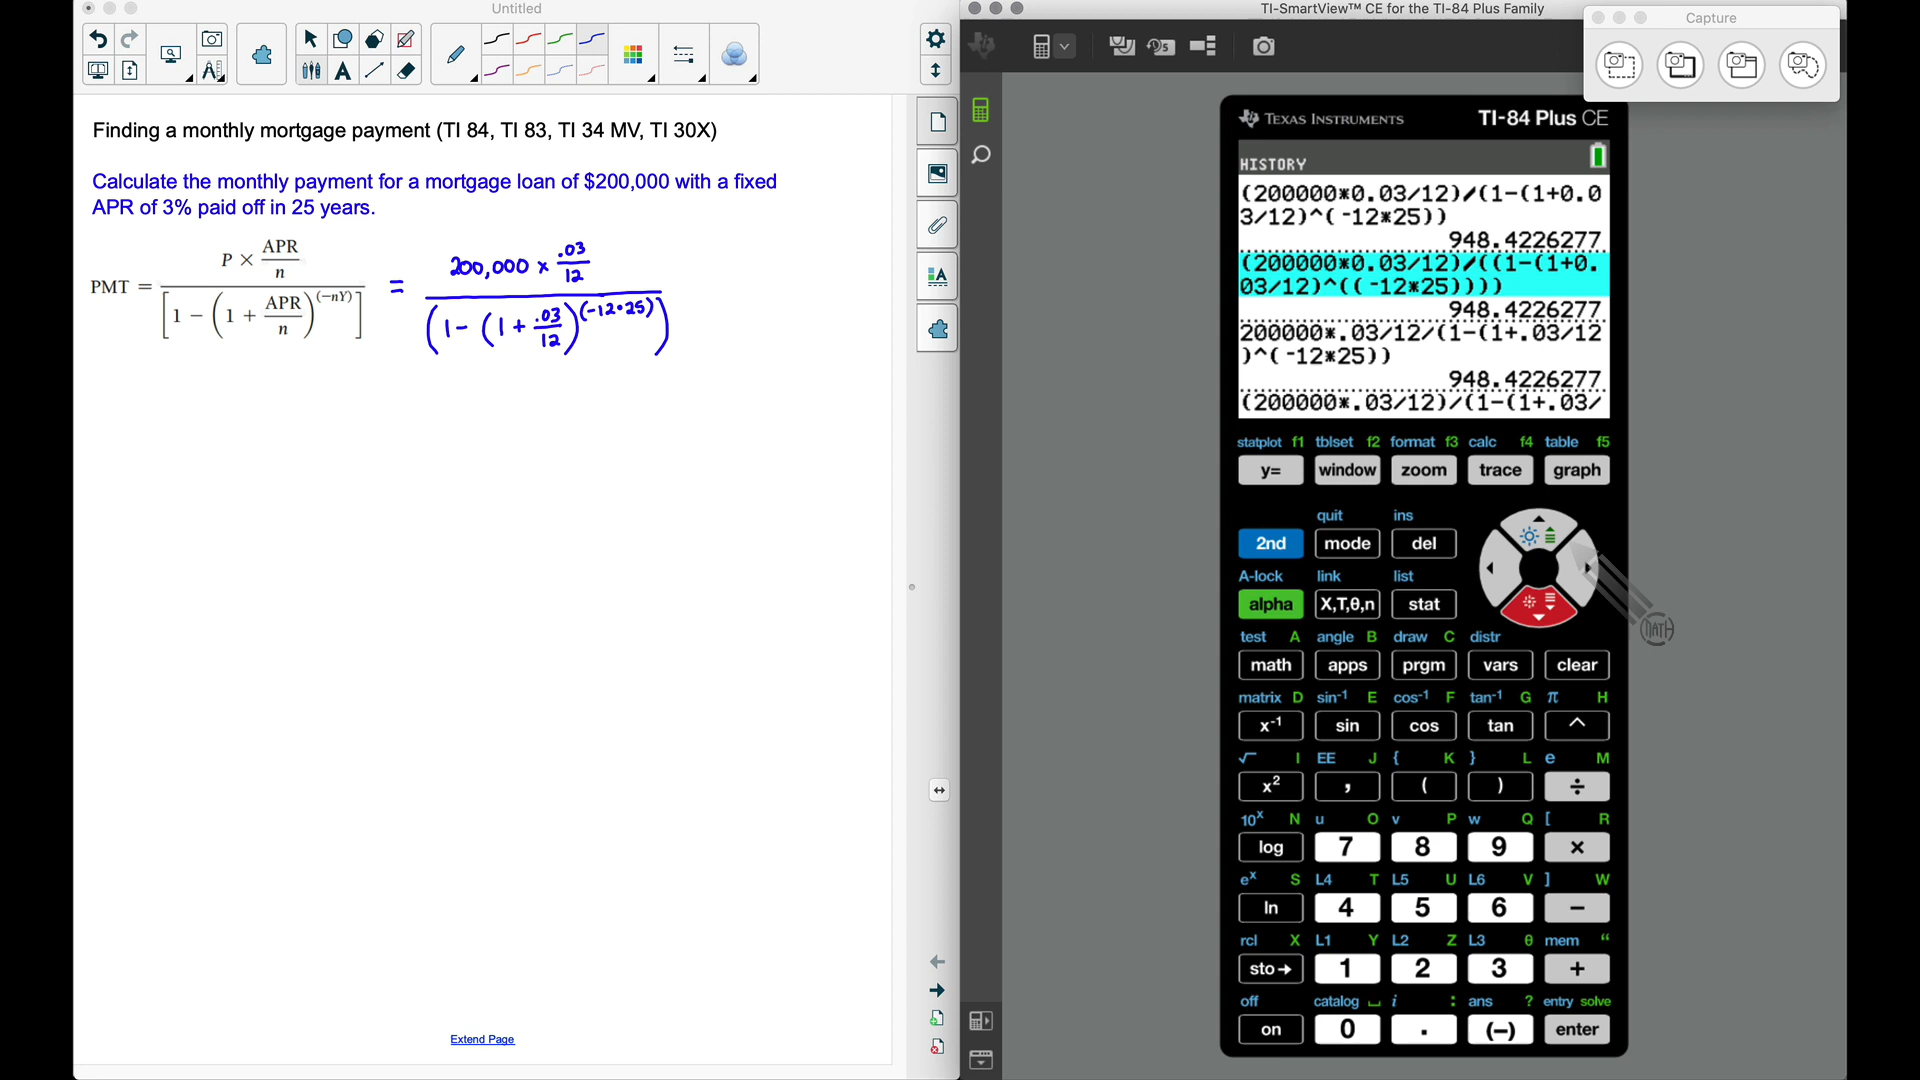 Untitled
TI-SmartView™ CE for the TI-84 Plus Family
Capture
Finding a monthly mortgage payment (TI 84, TI 83, TI 34 MV, TI 30X)
Calculate the monthly payment for a mortgage loan of $200,000 with a fixed
APR of 3% paid off in 25 years.
PMT = P × APR/n / [1 − (1 + APR/n)^(−nY)] = 200,000 × .03/12 / (1 − (1 + .03/12)^(−12•25))
Extend Page
TEXAS INSTRUMENTS TI-84 Plus CE
HISTORY
(200000*0.03/12)/(1-(1+0.0
3/12)^(-12*25))
948.4226277
(200000*0.03/12)/((1-(1+0.
03/12)^((-12*25))))
948.4226277
200000*.03/12/(1-(1+.03/12
)^(-12*25))
948.4226277
(200000*.03/12)/(1-(1+.03/
statplot f1 tblset f2 format f3 calc f4 table f5
y= window zoom trace graph
quit ins
2nd mode del
A-lock link list
alpha X,T,θ,n stat
MATH
test A angle B draw C distr
math apps prgm vars clear
matrix D sin-1 E cos-1 F tan-1 G π H
x-1 sin cos tan ^
√ I EE J { K } L e M
x² , ( ) ÷
10x N u O v P w Q [ R
log 7 8 9 ×
ex S L4 T L5 U L6 V ] W
ln 4 5 6 −
rcl X L1 Y L2 Z L3 θ mem “
sto→ 1 2 3 +
off catalog ⎵ i : ans ? entry solve
on 0 . (−) enter